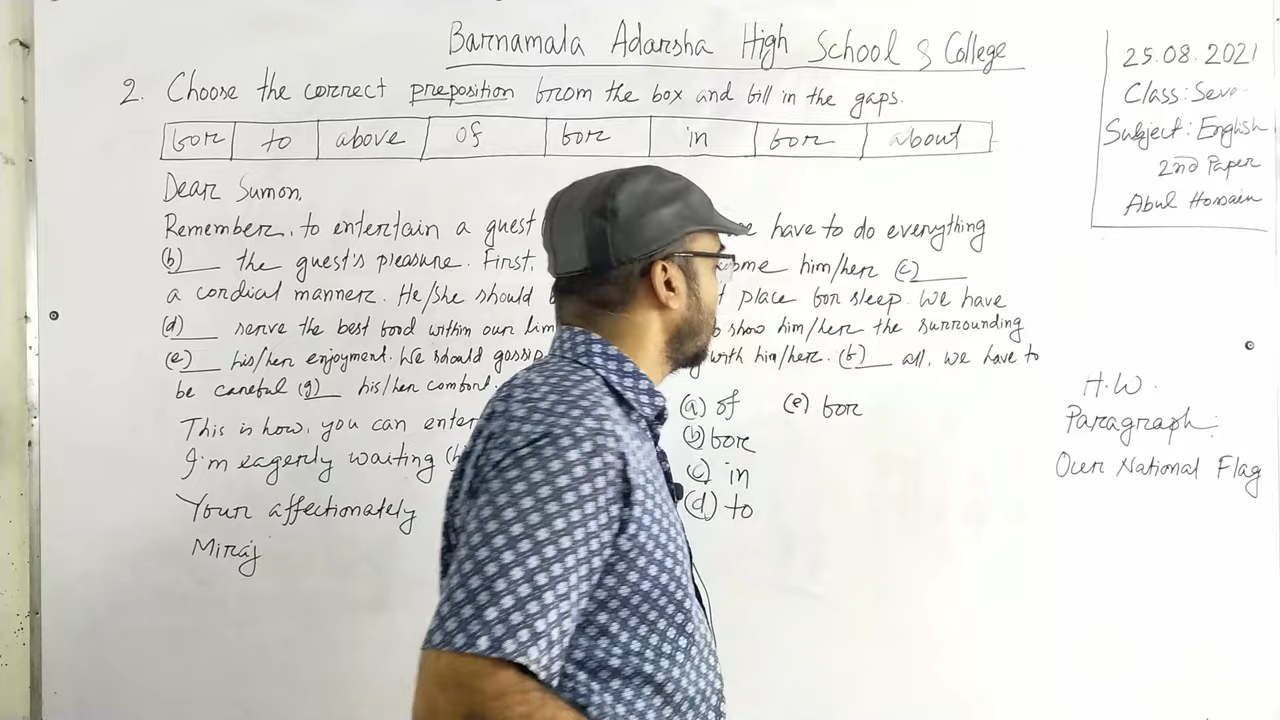 Barnamala Adarsha High School & College
25.08.2021
Class: Seve
Subject: English
2nd Paper
Abul Hossain
2. Choose the correct preposition from the box and fill in the gaps.
for to above of for in for about
Dear Sumon,
Remember, to entertain a guest have to do everything
(b)___ the guest's pleasure. First, him/her (c)___
a cordial manner. He/She should place for sleep. We have
(d)___ serve the best food within our show him/her the surrounding
(e)___ his/her enjoyment. We should gossip with him/her. (f)___ all, we have to
be careful (g)___ his/her comfort.
This is how, you can
I'm eagerly waiting
Your affectionately
Miraj
(a) of (e) for
(b) for
(c) in
(d) to
H.W.
Paragraph:
Our National Flag